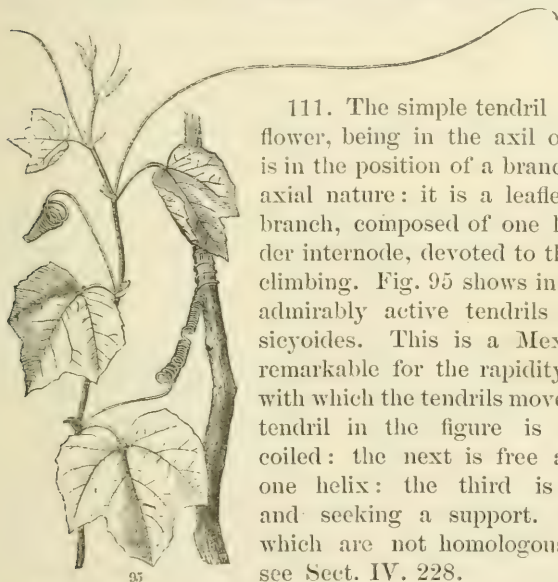 111. The simple tendril
flower, being in the axil o
is in the position of a branc
axial nature: it is a leafle
branch, composed of one l
der internode, devoted to th
climbing. Fig. 95 shows in
admirably active tendrils
sicyoides. This is a Mex
remarkable for the rapidity
with which the tendrils move
tendril in the figure is
coiled: the next is free a
one helix: the third is
and seeking a support.
which are not homologous
see Sect. IV. 228.
95